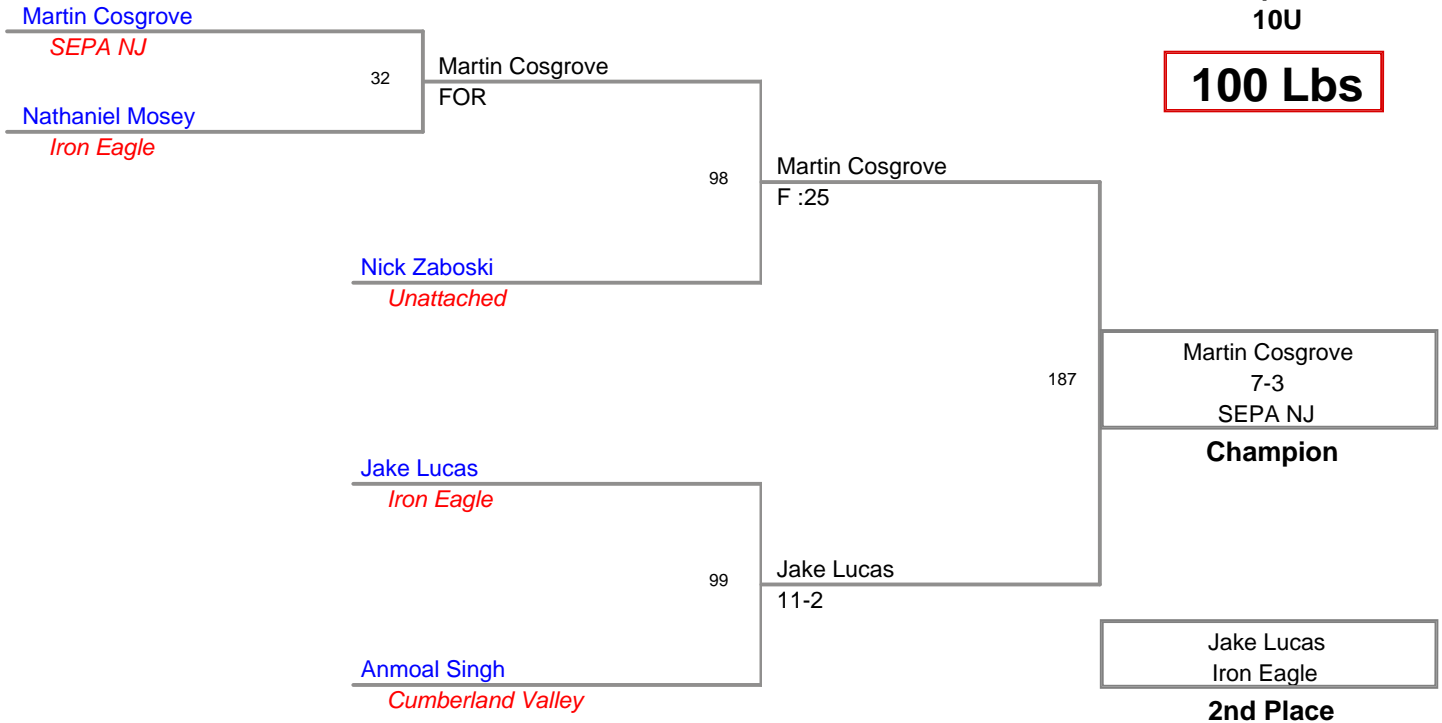 10U
100 Lbs
Martin Cosgrove
SEPA NJ
32
Nathaniel Mosey
Iron Eagle
Martin Cosgrove
FOR
98
Nick Zaboski
Unattached
Martin Cosgrove
F :25
187
Jake Lucas
Iron Eagle
99
Anmoal Singh
Cumberland Valley
Jake Lucas
11-2
Martin Cosgrove
7-3
SEPA NJ
Champion
Jake Lucas
Iron Eagle
2nd Place